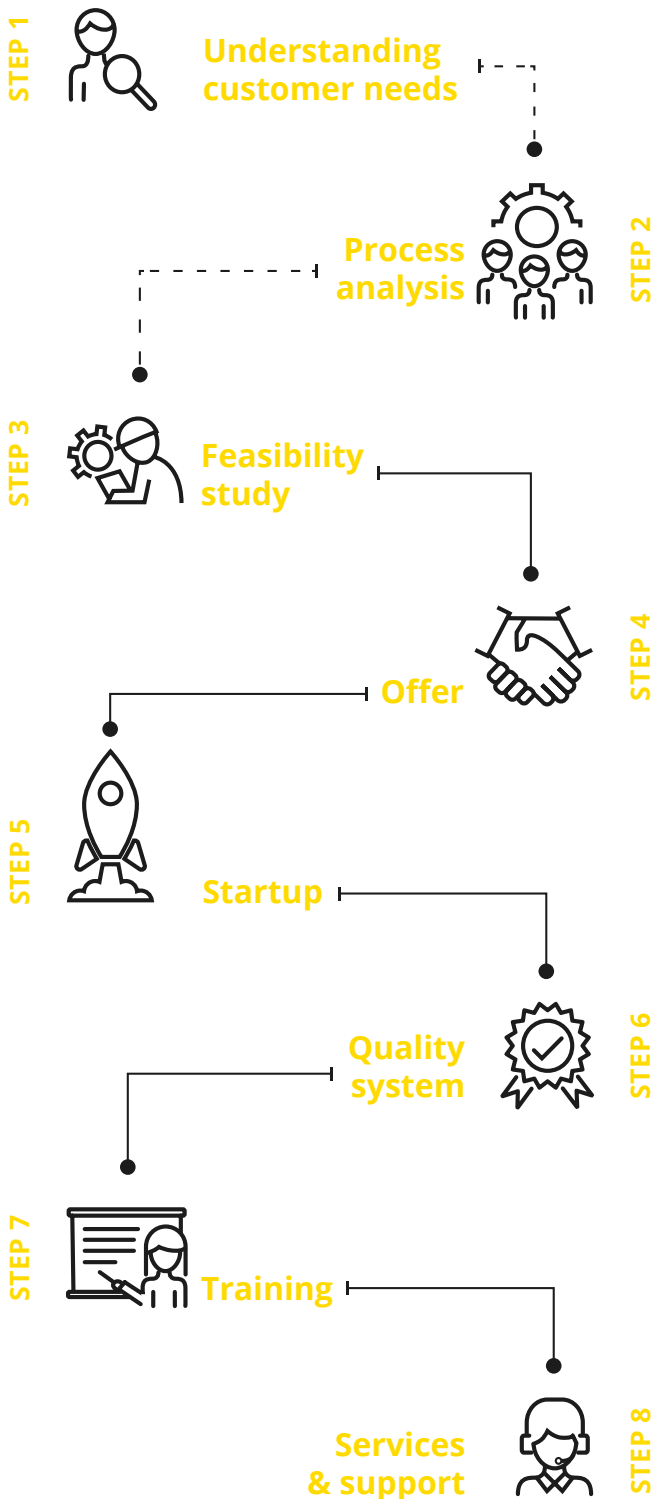 STEP 1
Understanding
customer needs
Process
analysis
STEP 2
STEP 3
Feasibility
study
Offer
STEP 4
STEP 5
Startup
Quality
system
STEP 6
STEP 7
Training
Services
& support
STEP 8